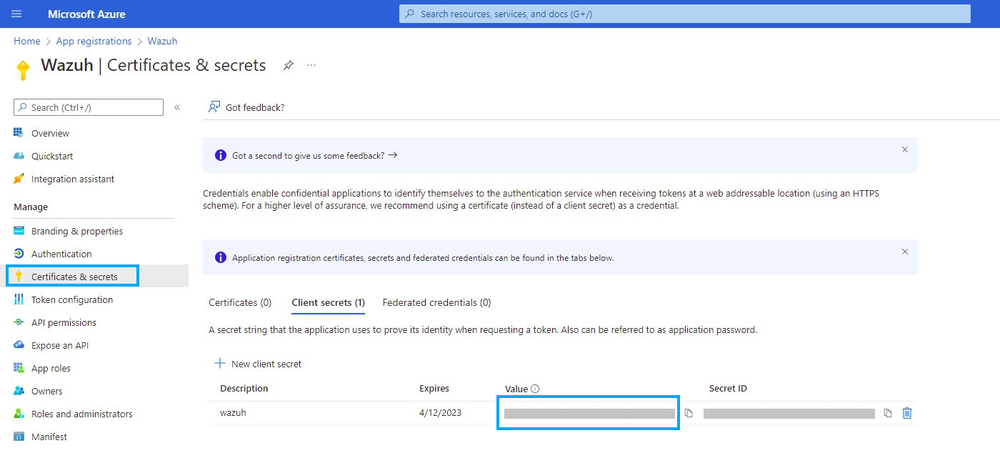 Microsoft Azure
Search resources, services, and docs (G+/)
Home > App registrations > Wazuh
Wazuh | Certificates & secrets
Search (Ctrl+/)
«
Got feedback?
Overview
Quickstart
Integration assistant
Manage
Branding & properties
Authentication
Certificates & secrets
Token configuration
API permissions
Expose an API
App roles
Owners
Roles and administrators
Manifest
Got a second to give us some feedback? →
Credentials enable confidential applications to identify themselves to the authentication service when receiving tokens at a web addressable location (using an HTTPS
scheme). For a higher level of assurance, we recommend using a certificate (instead of a client secret) as a credential.
Application registration certificates, secrets and federated credentials can be found in the tabs below.
Certificates (0) Client secrets (1) Federated credentials (0)
A secret string that the application uses to prove its identity when requesting a token. Also can be referred to as application password.
New client secret
Description Expires Value Secret ID
wazuh 4/12/2023